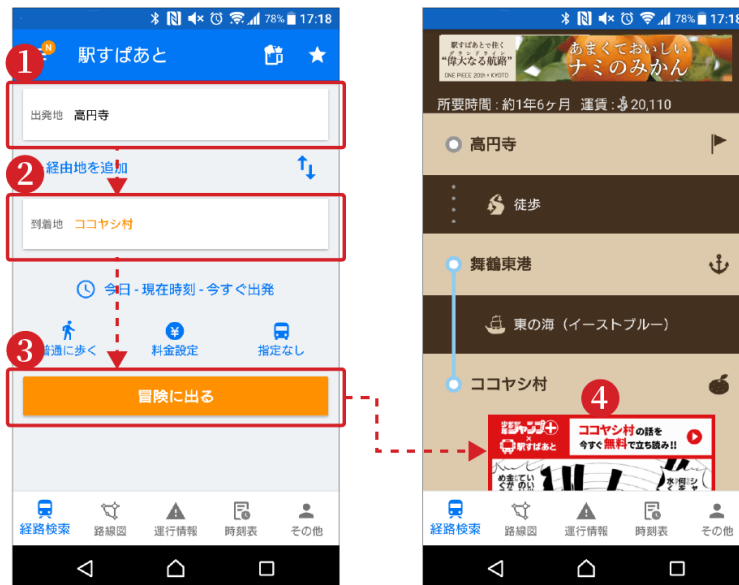 78% 17:18
1
N
駅すぱあと
出発地 高円寺
2
経由地を追加
到着地 ココヤシ村
今日 - 現在時刻 - 今すぐ出発
3
普通に歩く
料金設定
指定なし
冒険に出る
経路検索
路線図
運行情報
時刻表
その他
78% 17:18
駅すぱあとで往く
グランドライン
"偉大なる航路"
ONE PIECE 20th×KYOTO
あまくておいしい
ナミのみかん
所要時間 : 約1年6ヶ月 運賃 : 20,110
高円寺
徒歩
舞鶴東港
東の海（イーストブルー）
ココヤシ村
4
少年ジャンプ+
×
駅すぱあと
ココヤシ村の話を
今すぐ無料で立ち読み!!
経路検索
路線図
運行情報
時刻表
その他